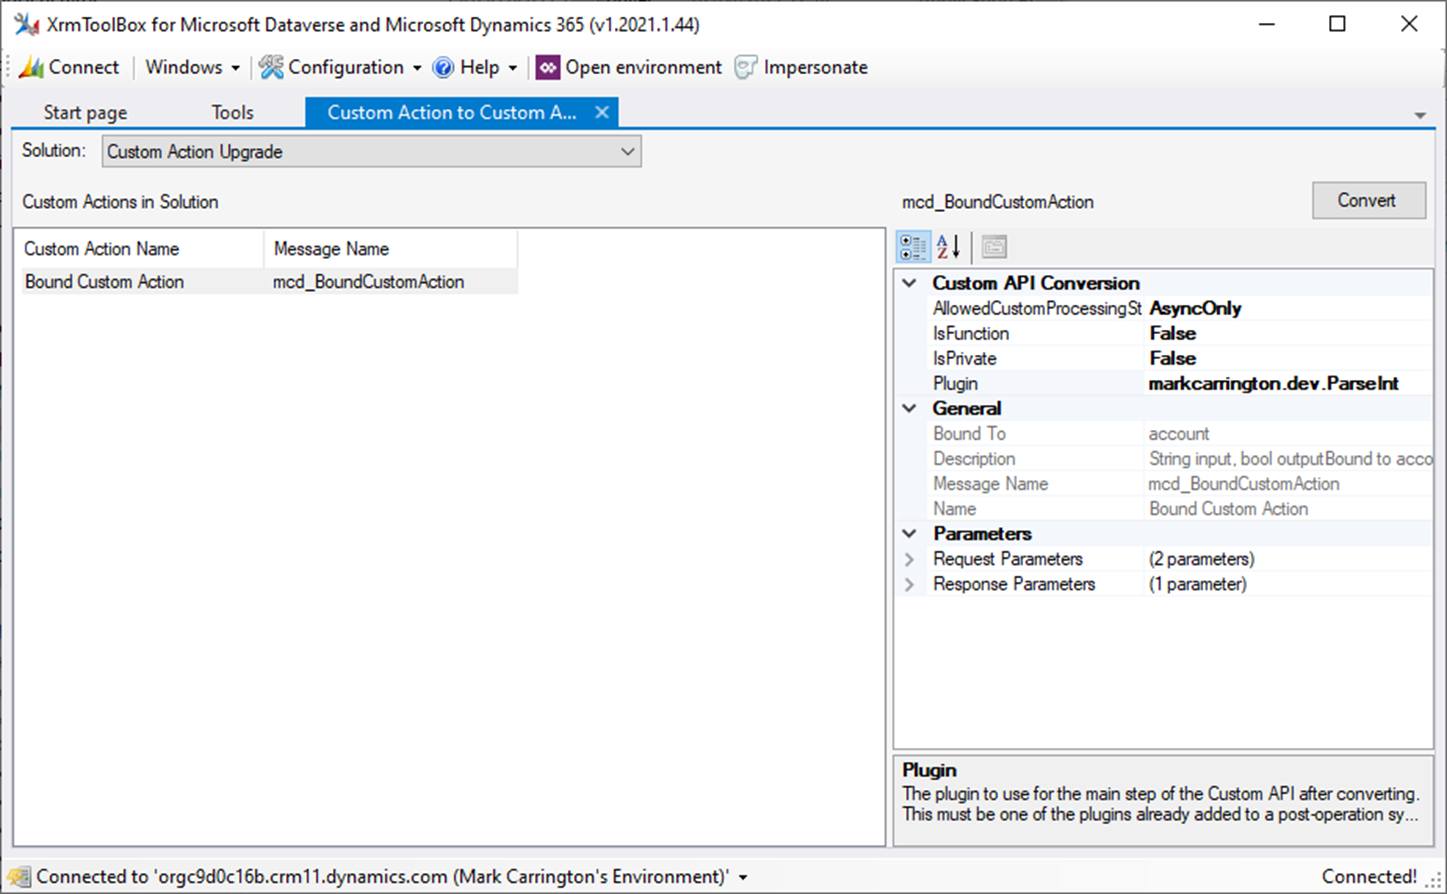 XrmToolBox for Microsoft Dataverse and Microsoft Dynamics 365 (v1.2021.1.44)
Connect Windows Configuration Help Open environment Impersonate
Start page Tools Custom Action to Custom A...
Solution: Custom Action Upgrade
Custom Actions in Solution
Custom Action Name Message Name
Bound Custom Action mcd_BoundCustomAction
mcd_BoundCustomAction Convert
Custom API Conversion
AllowedCustomProcessingSt AsyncOnly
IsFunction False
IsPrivate False
Plugin markcarrington.dev.ParseInt
General
Bound To account
Description String input, bool outputBound to acco
Message Name mcd_BoundCustomAction
Name Bound Custom Action
Parameters
Request Parameters (2 parameters)
Response Parameters (1 parameter)
Plugin
The plugin to use for the main step of the Custom API after converting.
This must be one of the plugins already added to a post-operation sy...
Connected to 'orgc9d0c16b.crm11.dynamics.com (Mark Carrington's Environment)' Connected!